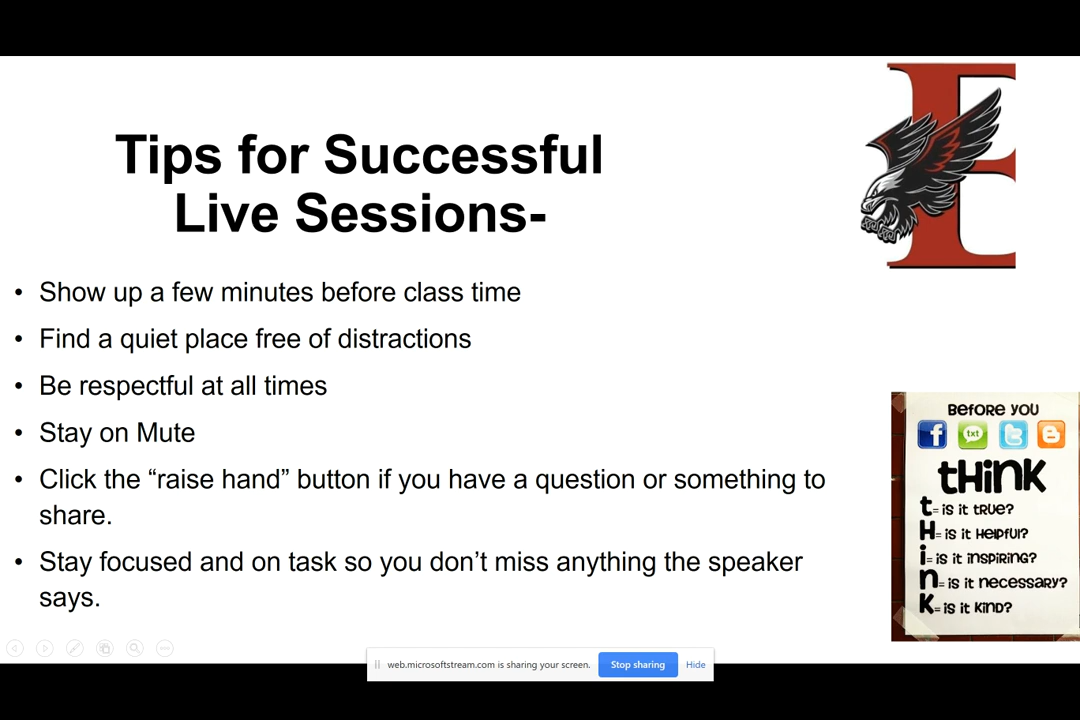 Tips for Successful
Live Sessions-
• Show up a few minutes before class time
• Find a quiet place free of distractions
• Be respectful at all times
• Stay on Mute
• Click the “raise hand” button if you have a question or something to
share.
• Stay focused and on task so you don’t miss anything the speaker
says.
E
Before you
f txt t B
tHiNK
t= is it true?
H= is it Helpful?
i= is it inspiring?
n= is it necessary?
K= is it Kind?
web.microsoftstream.com is sharing your screen. Stop sharing Hide